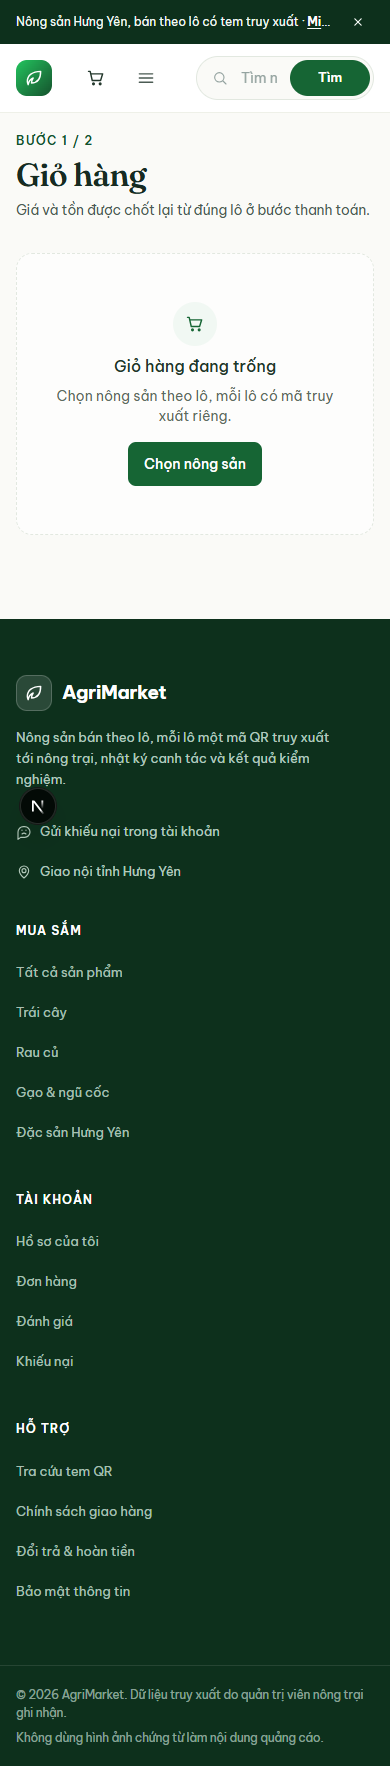 Nông sản Hưng Yên, bán theo lô có tem truy xuất · Mi...
Tìm n
Tìm
BƯỚC 1 / 2
Giỏ hàng
Giá và tồn được chốt lại từ đúng lô ở bước thanh toán.
Giỏ hàng đang trống
Chọn nông sản theo lô, mỗi lô có mã truy
xuất riêng.
Chọn nông sản
AgriMarket
Nông sản bán theo lô, mỗi lô một mã QR truy xuất
tới nông trại, nhật ký canh tác và kết quả kiểm
nghiệm.
Gửi khiếu nại trong tài khoản
Giao nội tỉnh Hưng Yên
MUA SẮM
Tất cả sản phẩm
Trái cây
Rau củ
Gạo & ngũ cốc
Đặc sản Hưng Yên
TÀI KHOẢN
Hồ sơ của tôi
Đơn hàng
Đánh giá
Khiếu nại
HỖ TRỢ
Tra cứu tem QR
Chính sách giao hàng
Đổi trả & hoàn tiền
Bảo mật thông tin
© 2026 AgriMarket. Dữ liệu truy xuất do quản trị viên nông trại
ghi nhận.
Không dùng hình ảnh chứng từ làm nội dung quảng cáo.